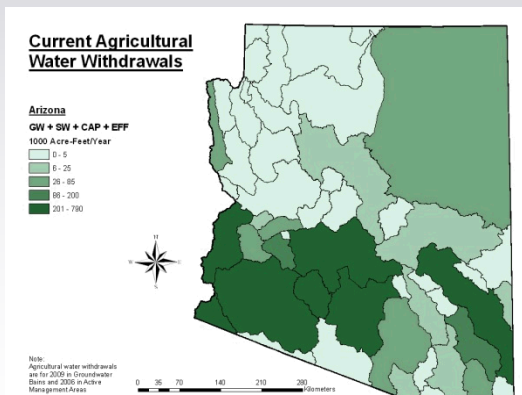 Current Agricultural
Water Withdrawals
Arizona
GW + SW + CAP + EFF
1000 Acre-Feet/Year
0 - 5
6 - 25
26 - 85
86 - 200
201 - 790
N
W
E
S
Note:
Agricultural water withdrawals
are for 2009 in Groundwater
Basins and 2006 in Active
Management Areas
0 35 70 140 210 280
Kilometers